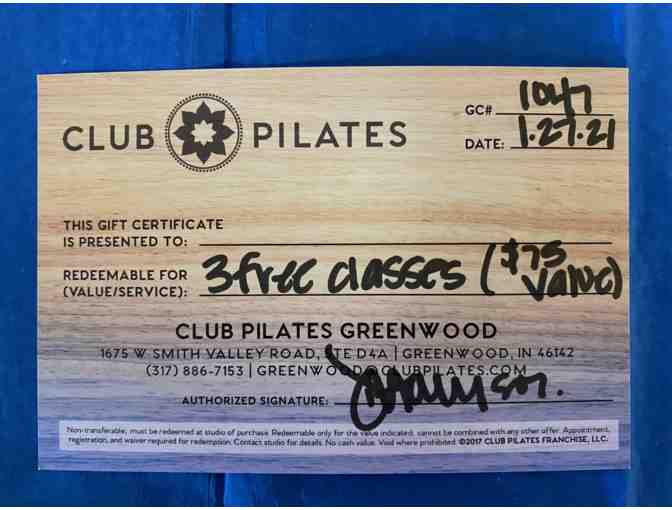 GC# 1047
CLUB PILATES
DATE: 1.27.21
THIS GIFT CERTIFICATE
IS PRESENTED TO:
REDEEMABLE FOR
(VALUE/SERVICE): 3 free classes ($75 value)
CLUB PILATES GREENWOOD
1675 W SMITH VALLEY ROAD, STE D4A | GREENWOOD, IN 46142
(317) 886-7153 | GREENWOOD@CLUBPILATES.COM
AUTHORIZED SIGNATURE:
Non-transferable, must be redeemed at studio of purchase. Redeemable only for the value indicated, cannot be combined with any other offer. Appointment,
registration, and waiver required for redemption. Contact studio for details. No cash value. Void where prohibited. ©2017 CLUB PILATES FRANCHISE, LLC.